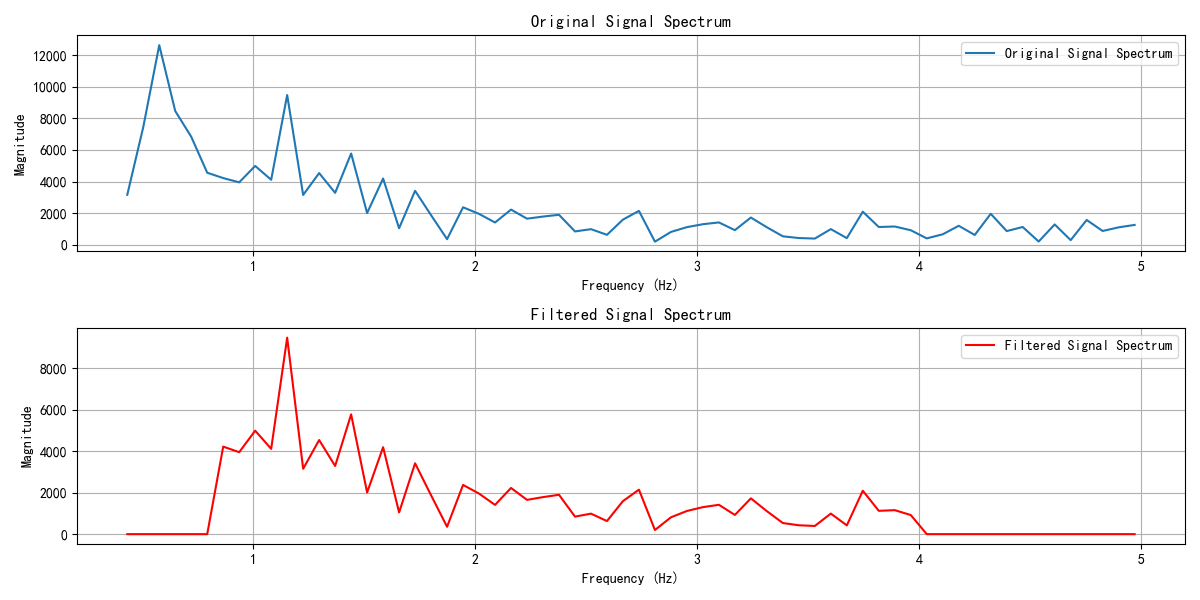 Original Signal Spectrum
Original Signal Spectrum
Magnitude
12000
10000
8000
6000
4000
2000
0
1 2 3 4 5
Frequency (Hz)
Filtered Signal Spectrum
Filtered Signal Spectrum
Magnitude
8000
6000
4000
2000
0
1 2 3 4 5
Frequency (Hz)